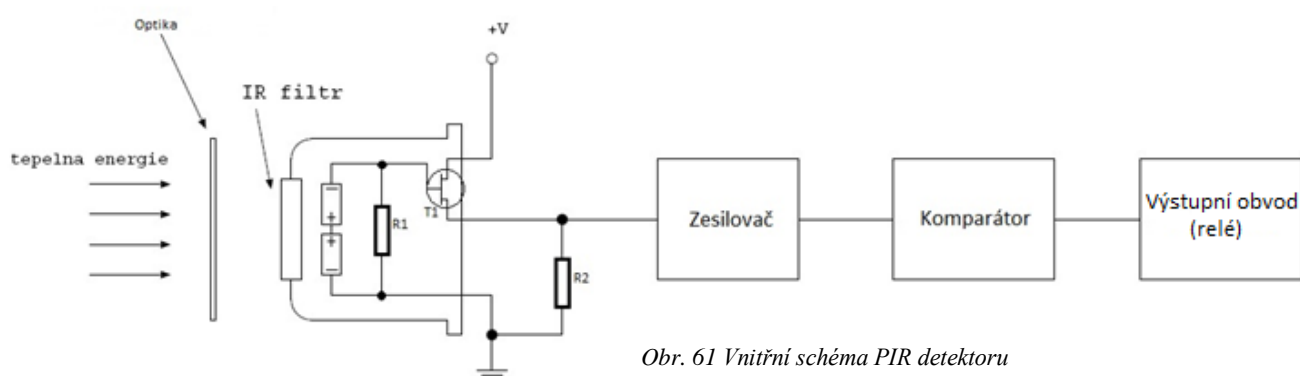 Optika
+V
IR filtr
tepelna energie
− + + −
T1
R1
R2
Zesilovač
Komparátor
Výstupní obvod
(relé)
Obr. 61 Vnitřní schéma PIR detektoru